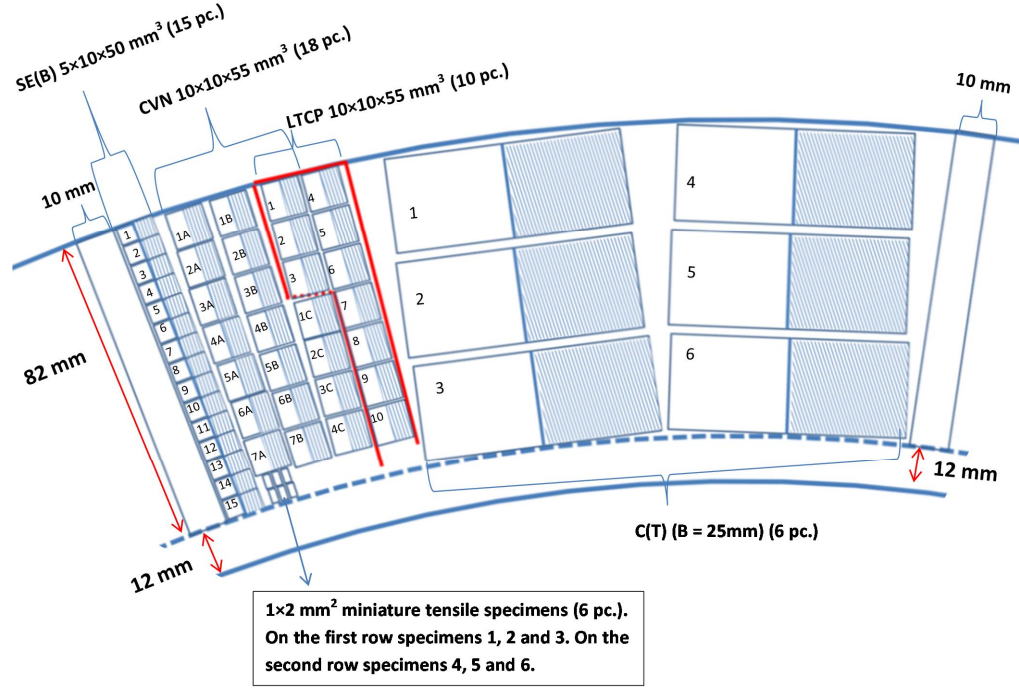 SE(B) 5×10×50 mm³ (15 pc.)
CVN 10×10×55 mm³ (18 pc.)
LTCP 10×10×55 mm³ (10 pc.)
10 mm
10 mm
1
2
3
4
5
6
7
8
9
10
11
12
13
14
15
1A
2A
3A
4A
5A
6A
7A
1B
2B
3B
4B
5B
6B
7B
1
2
3
1C
2C
3C
4C
4
5
6
7
8
9
10
1
2
3
4
5
6
82 mm
12 mm
12 mm
C(T) (B = 25mm) (6 pc.)
1×2 mm² miniature tensile specimens (6 pc.).
On the first row specimens 1, 2 and 3. On the
second row specimens 4, 5 and 6.